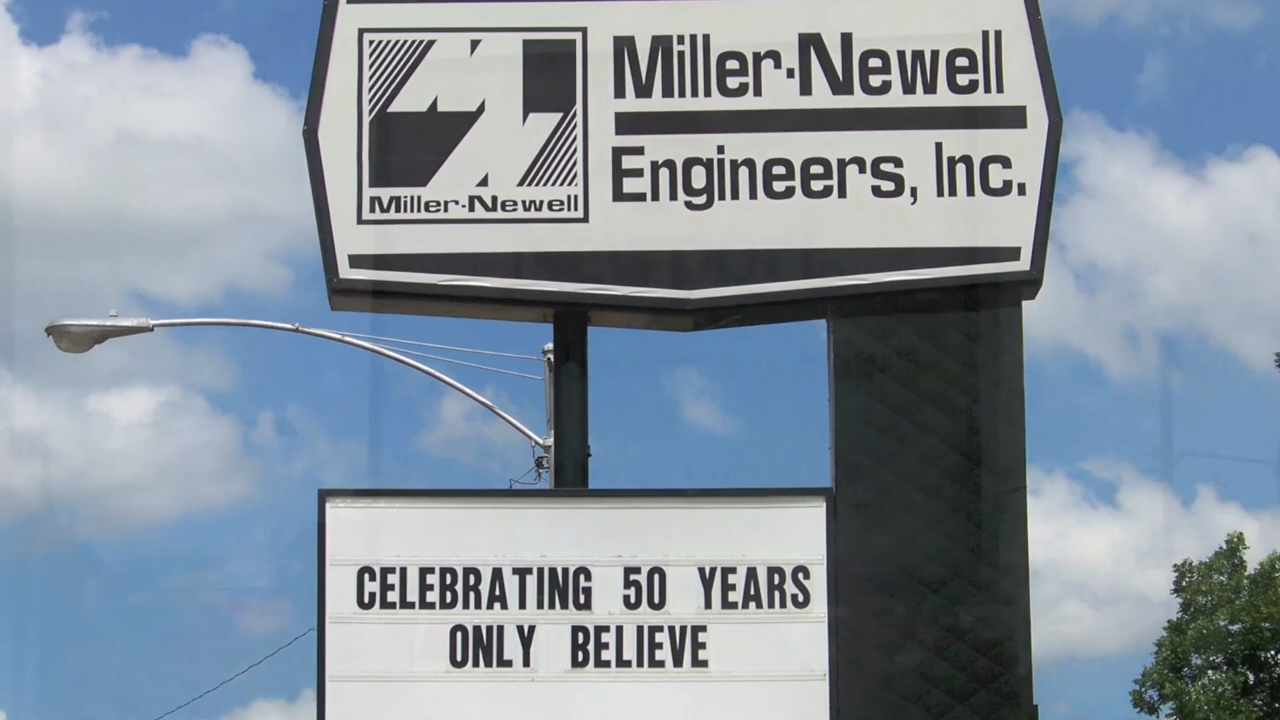 Miller·Newell
Engineers, Inc.
Miller·Newell
CELEBRATING 50 YEARS
ONLY BELIEVE